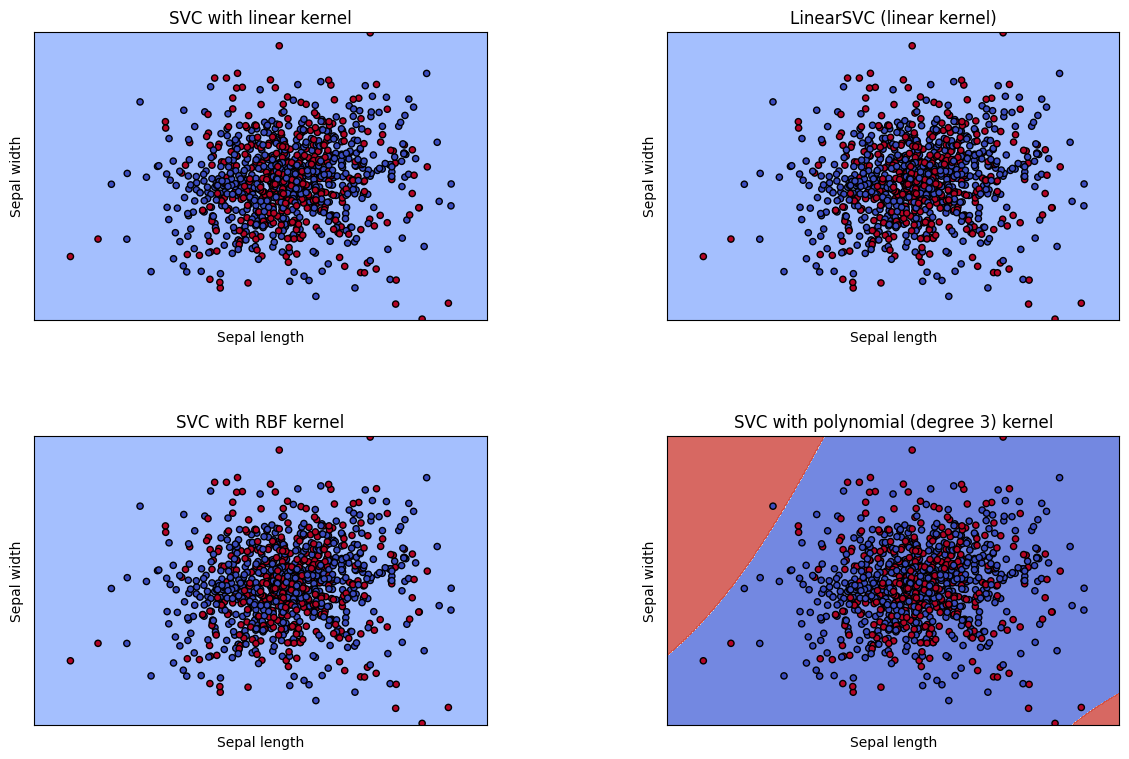 SVC with linear kernel
LinearSVC (linear kernel)
Sepal width
Sepal width
Sepal length
Sepal length
SVC with RBF kernel
SVC with polynomial (degree 3) kernel
Sepal width
Sepal width
Sepal length
Sepal length